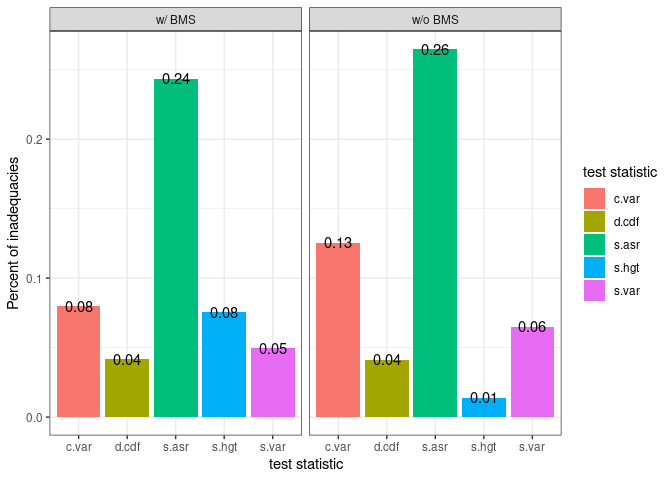 w/ BMS
w/o BMS
Percent of inadequacies
0.2
0.1
0.0
0.08
0.04
0.24
0.08
0.05
0.13
0.04
0.26
0.01
0.06
c.var
d.cdf
s.asr
s.hgt
s.var
c.var
d.cdf
s.asr
s.hgt
s.var
test statistic
test statistic
c.var
d.cdf
s.asr
s.hgt
s.var